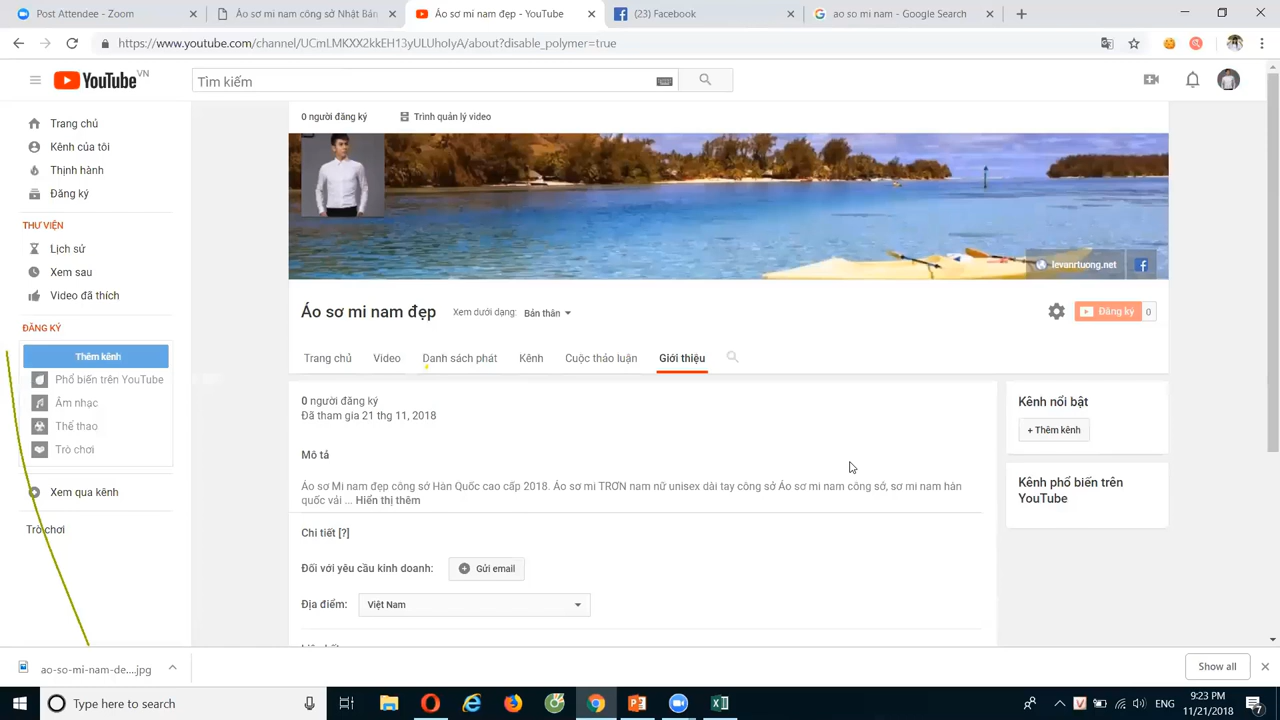 Post Attendee - Zoom
Áo sơ mi nam công sở Nhật Bản
Áo sơ mi nam đẹp - YouTube
(23) Facebook
ao so mi nam - Google Search
https://www.youtube.com/channel/UCmLMKXX2kkEH13yULUhoIyA/about?disable_polymer=true
YouTube VN
Tìm kiếm
0 người đăng ký
Trình quản lý video
Trang chủ
Kênh của tôi
Thịnh hành
Đăng ký
THƯ VIỆN
Lịch sử
Xem sau
Video đã thích
ĐĂNG KÝ
Thêm kênh
Phổ biến trên YouTube
Âm nhạc
Thể thao
Trò chơi
Xem qua kênh
Trò chơi
levanrtuong.net
Áo sơ mi nam đẹp
Xem dưới dạng: Bản thân
Đăng ký 0
Trang chủ
Video
Danh sách phát
Kênh
Cuộc thảo luận
Giới thiệu
0 người đăng ký
Đã tham gia 21 thg 11, 2018
Mô tả
Áo sơ Mi nam đẹp công sở Hàn Quốc cao cấp 2018. Áo sơ mi TRƠN nam nữ unisex dài tay công sở Áo sơ mi nam công sở, sơ mi nam hàn
quốc vải ... Hiển thị thêm
Chi tiết [?]
Đối với yêu cầu kinh doanh:
Gửi email
Địa điểm:
Việt Nam
Kênh nổi bật
+ Thêm kênh
Kênh phổ biến trên
YouTube
ao-so-mi-nam-de....jpg
Show all
Type here to search
ENG
9:23 PM
11/21/2018
7